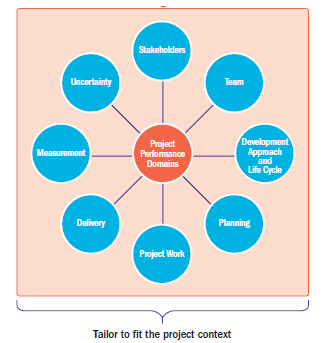 Stakeholders
Uncertainty
Team
Project
Performance
Domains
Measurement
Development
Approach
and
Life Cycle
Delivery
Planning
Project Work
Tailor to fit the project context